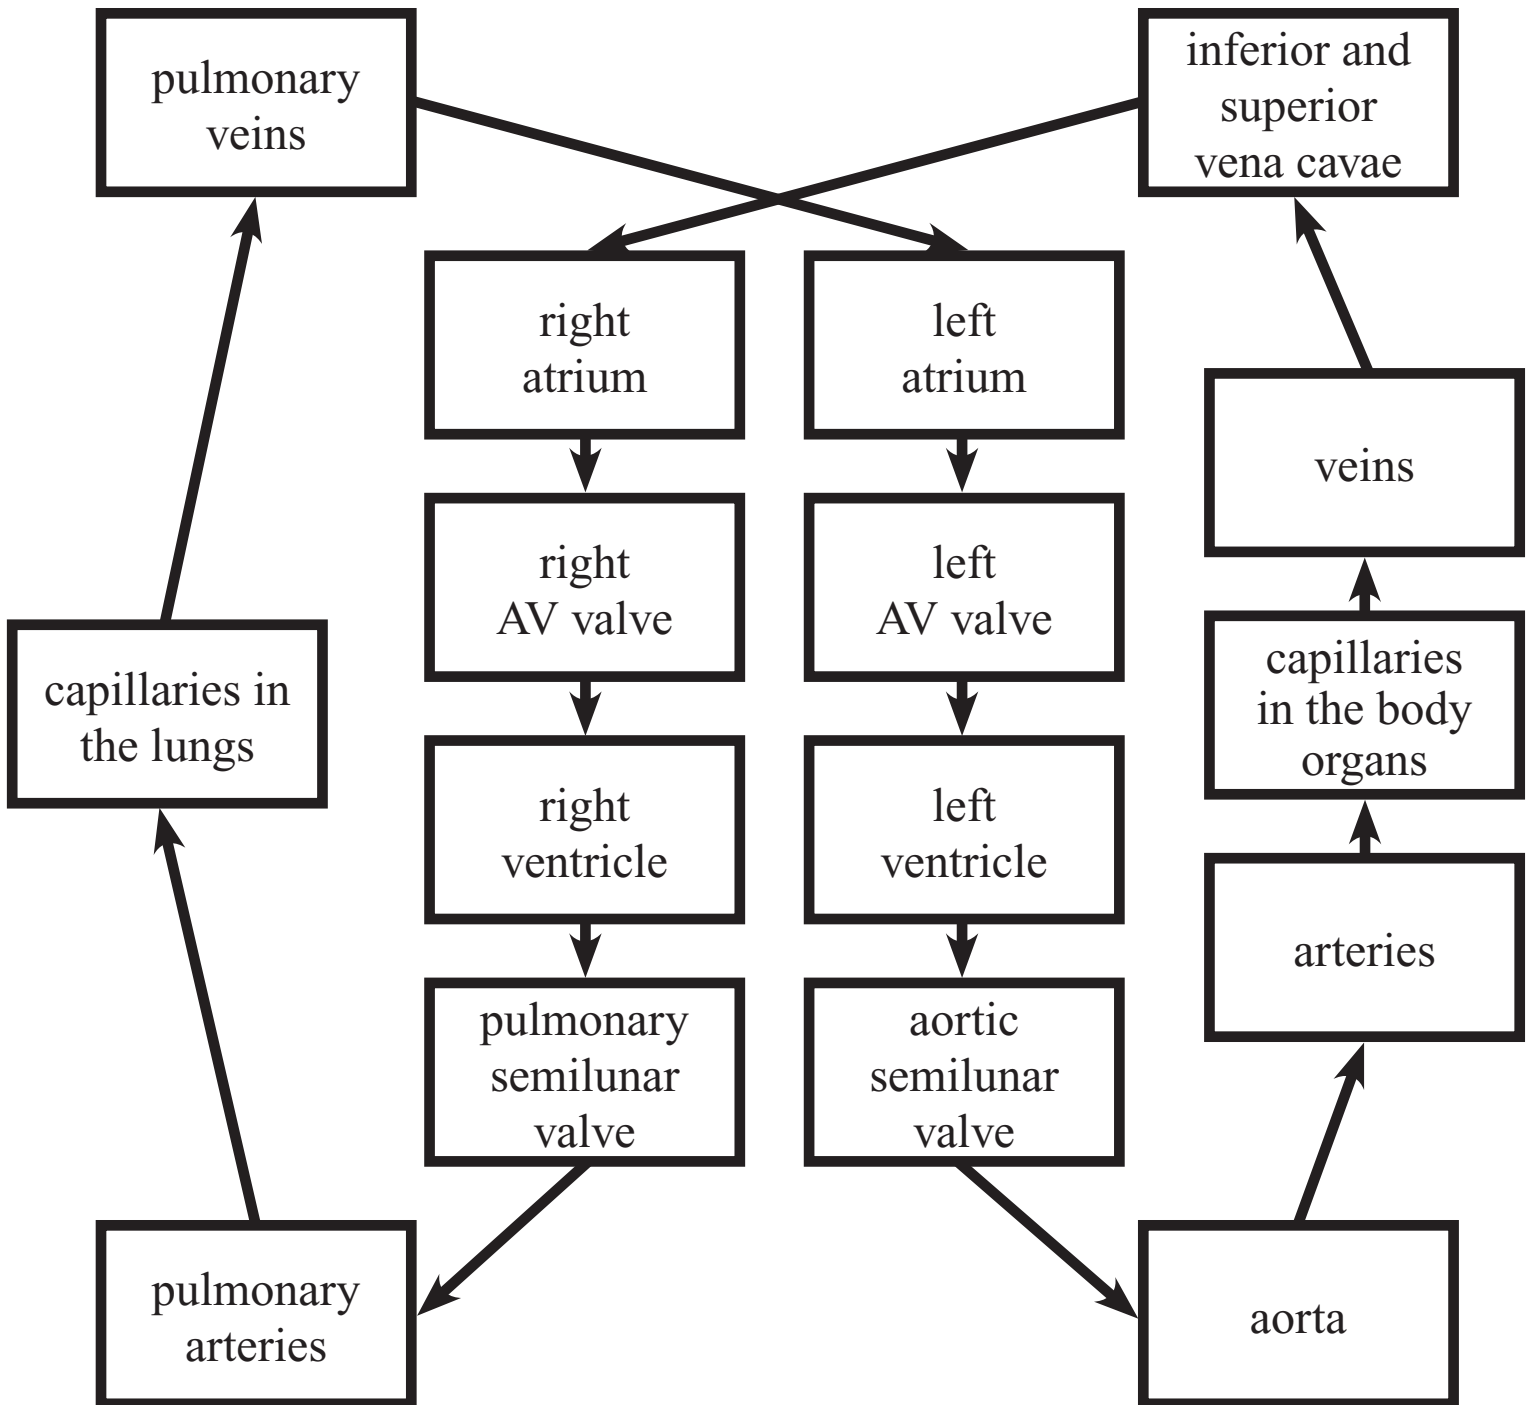 pulmonary
veins
inferior and
superior
vena cavae
right
atrium
left
atrium
veins
right
AV valve
left
AV valve
capillaries in
the lungs
capillaries
in the body
organs
right
ventricle
left
ventricle
arteries
pulmonary
semilunar
valve
aortic
semilunar
valve
pulmonary
arteries
aorta